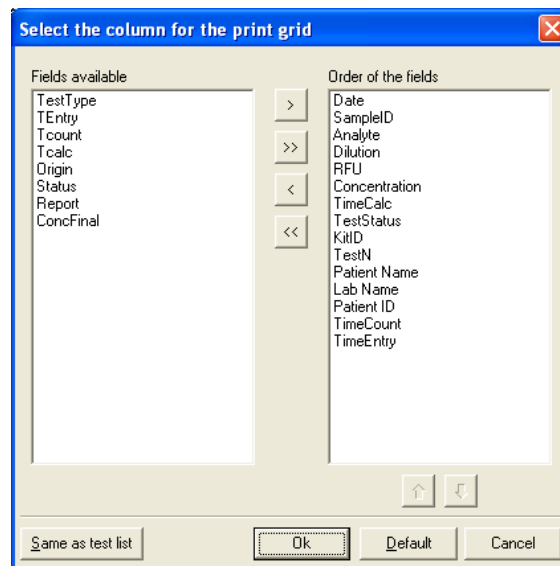 Select the column for the print grid
Fields available
TestType
TEntry
Tcount
Tcalc
Origin
Status
Report
ConcFinal
>
>>
<
<<
Order of the fields
Date
SampleID
Analyte
Dilution
RFU
Concentration
TimeCalc
TestStatus
KitID
TestN
Patient Name
Lab Name
Patient ID
TimeCount
TimeEntry
Same as test list
Ok
Default
Cancel